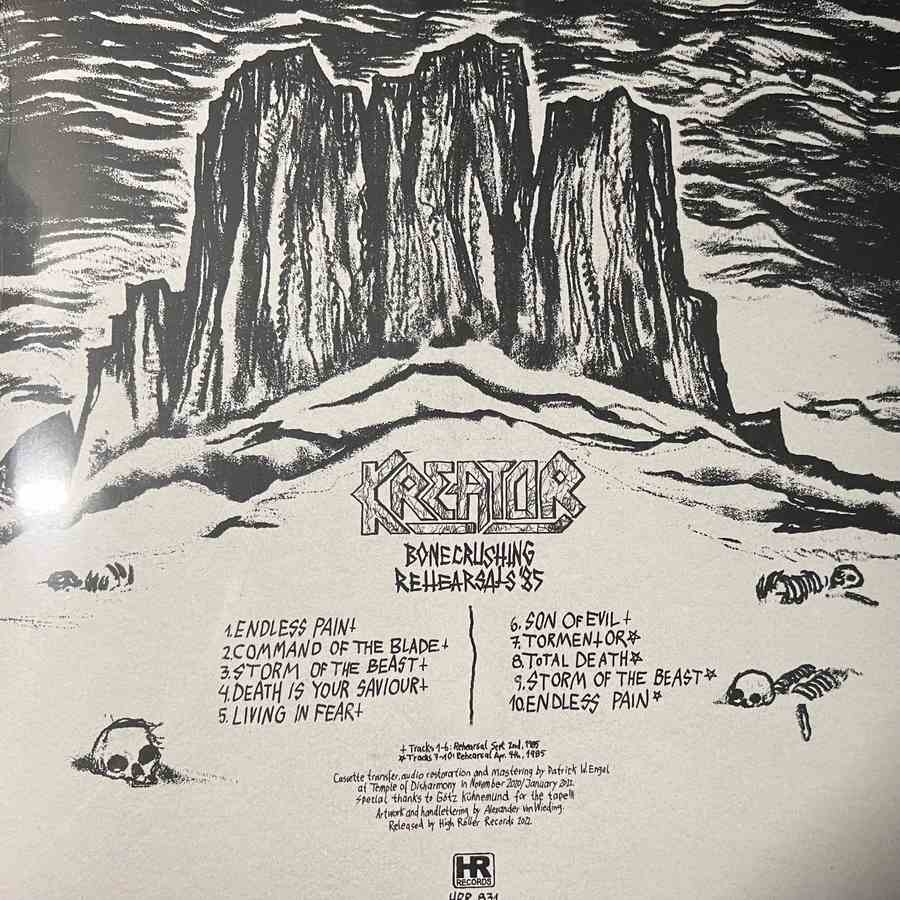 KREATOR
BONECRUSHING
REHEARSALS '85
1. ENDLESS PAIN†
2. COMMAND OF THE BLADE†
3. STORM OF THE BEAST†
4. DEATH IS YOUR SAVIOUR†
5. LIVING IN FEAR†
6. SON OF EVIL†
7. TORMENTOR☆
8. TOTAL DEATH☆
9. STORM OF THE BEAST☆
10. ENDLESS PAIN☆
† Tracks 1-6: Rehearsal Sept 2nd, 1985
☆ Tracks 7-10: Rehearsal Apr. 4th, 1985
Cassette transfer, audio restoration and mastering by Patrick W. Engel
at Temple of Disharmony in November 2020/January 2021.
Special thanks to Götz Kühnemund for the tape!!!
Artwork and handlettering by Alexander von Wieding.
Released by High Roller Records 2022.
HR
RECORDS
HRR 871